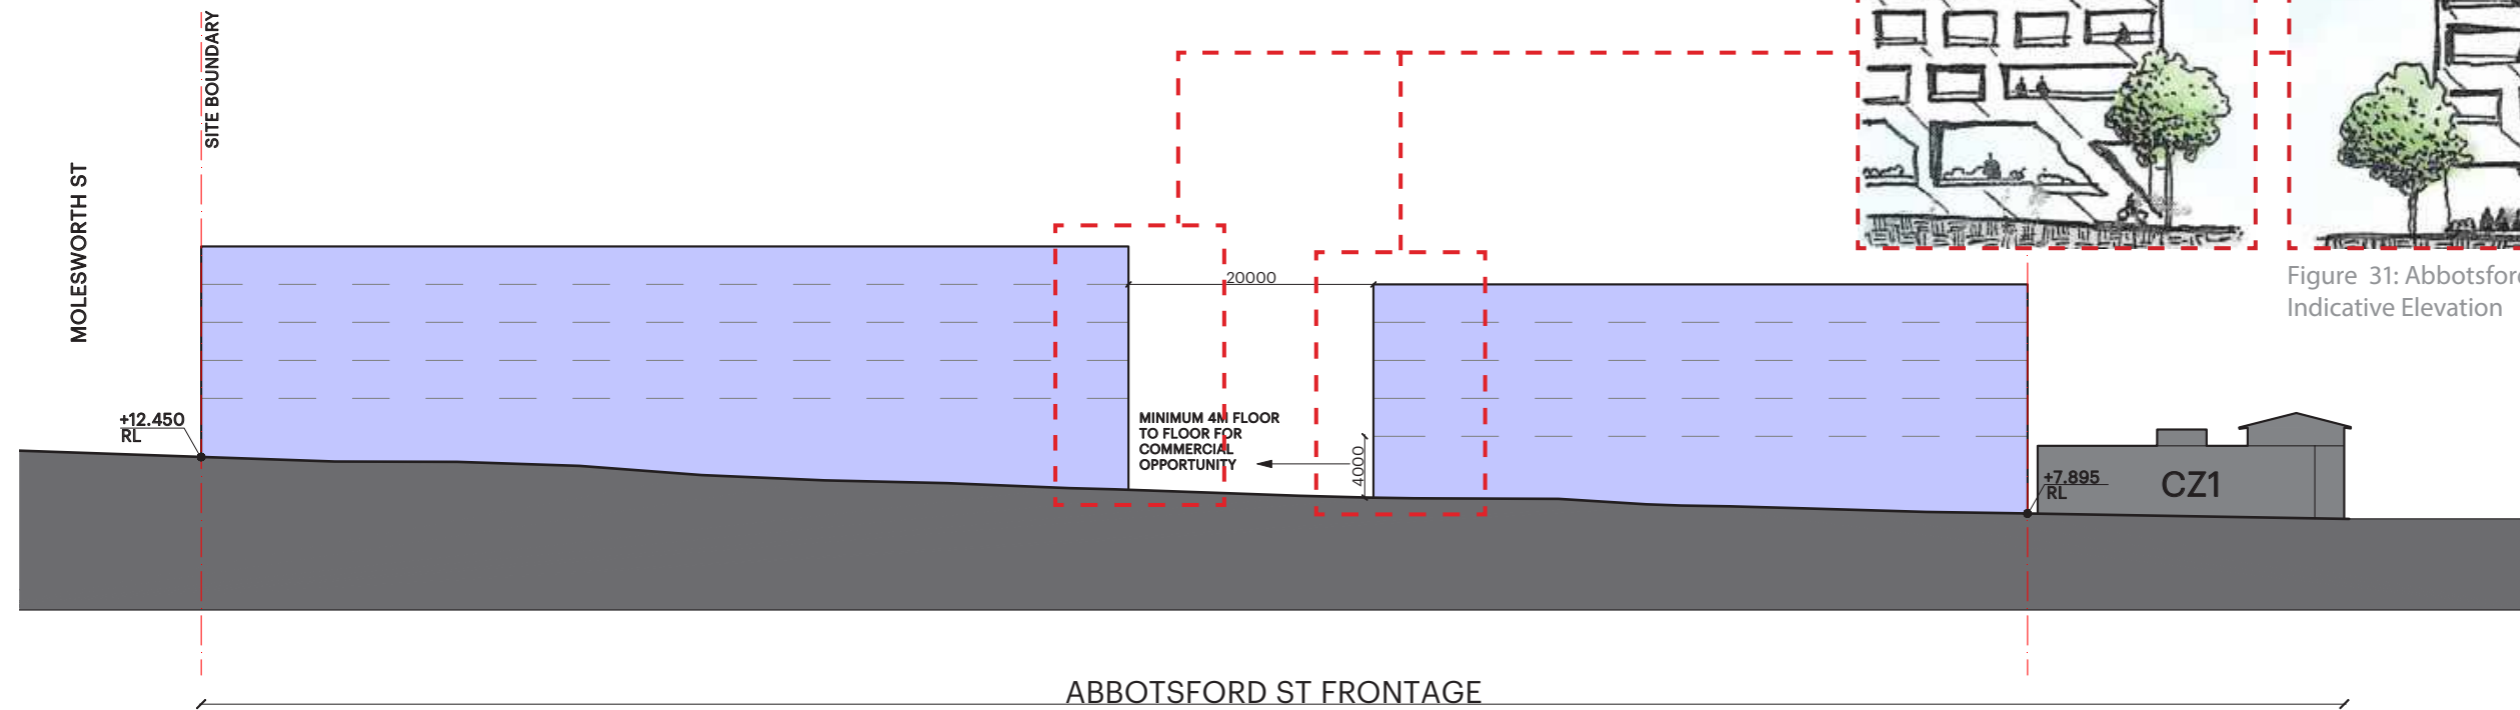 SITE BOUNDARY
MOLESWORTH ST
Figure 31: Abbotsford
Indicative Elevation
20000
+12.450
RL
MINIMUM 4M FLOOR
TO FLOOR FOR
COMMERCIAL
OPPORTUNITY
4000
+7.895
RL
CZ1
ABBOTSFORD ST FRONTAGE